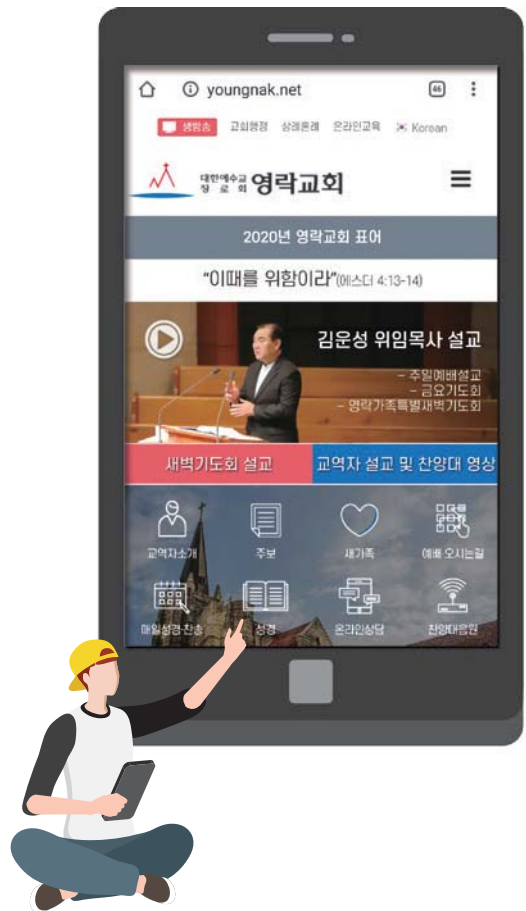 youngnak.net
46
생방송 교회행정 상례혼례 온라인교육 Korean
대한예수교
장로회 영락교회
2020년 영락교회 표어
“이때를 위함이라”(에스더 4:13-14)
김운성 위임목사 설교
- 주일예배설교
- 금요기도회
- 영락가족특별새벽기도회
새벽기도회 설교 교역자 설교 및 찬양대 영상
교역자소개 주보 새가족 예배·오시는길
매일성경·찬송 성경 온라인상담 찬양대응원